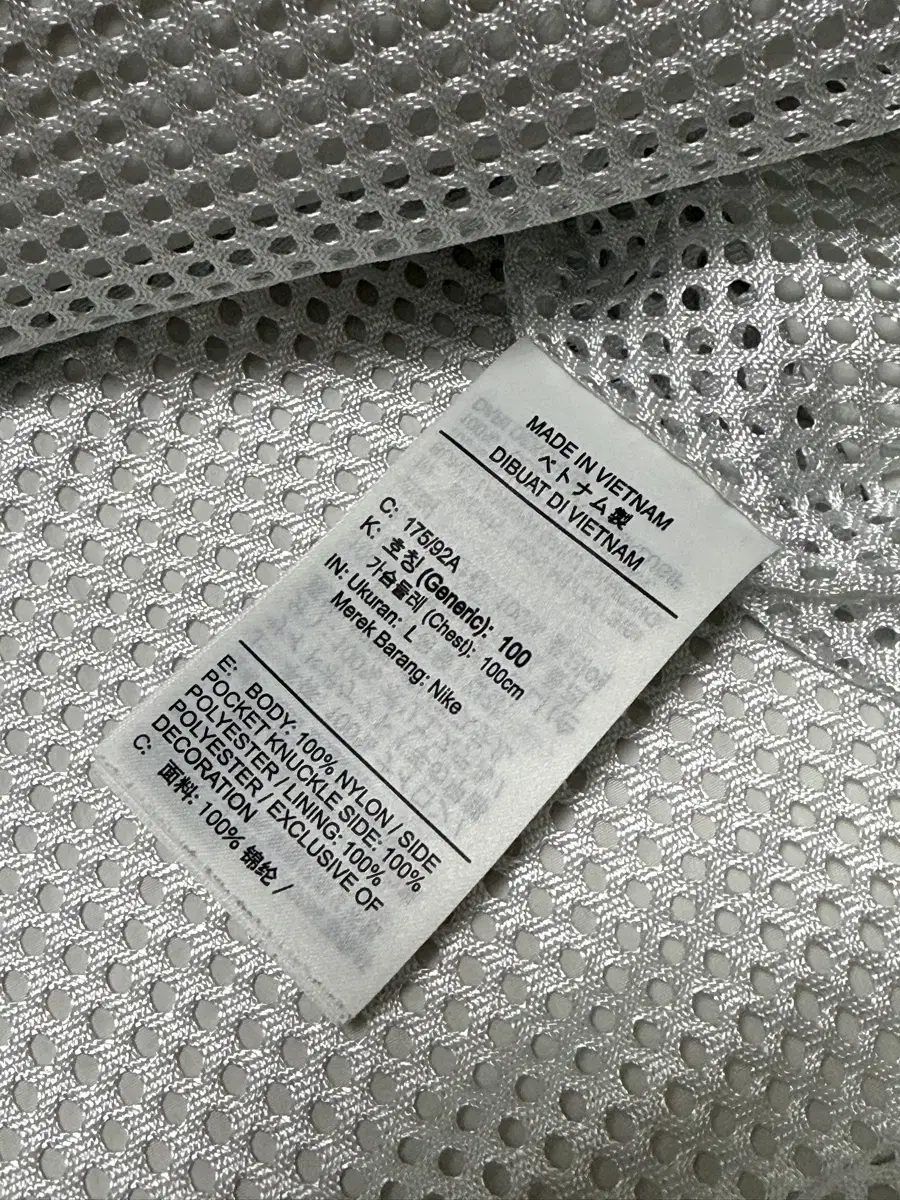 MADE IN VIETNAM
ベトナム製
DIBUAT DI VIETNAM
C: 175/92A
K: 호칭 (Generic): 100
가슴둘레 (Chest): 100cm
IN: Ukuran: L
Merek Barang: Nike
E: BODY: 100% NYLON / SIDE
POCKET KNUCKLE SIDE: 100%
POLYESTER / LINING: 100%
POLYESTER / EXCLUSIVE OF
DECORATION
C: 面料: 100% 锦纶 /